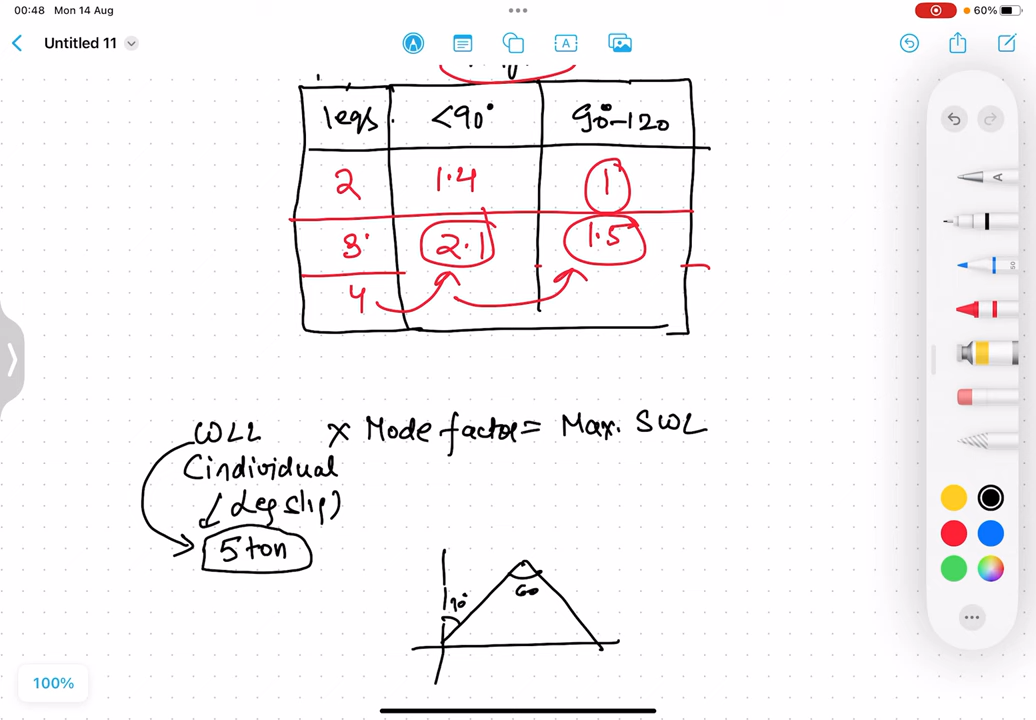 00:48 Mon 14 Aug
60%
Untitled 11
legs <90° 90°-120
2 1.4 1
3 2.1 1.5
4
WLL x Mode factor = Max. SWL
(individual
leg slip)
5 ton
90° 60
100%
A
A
50